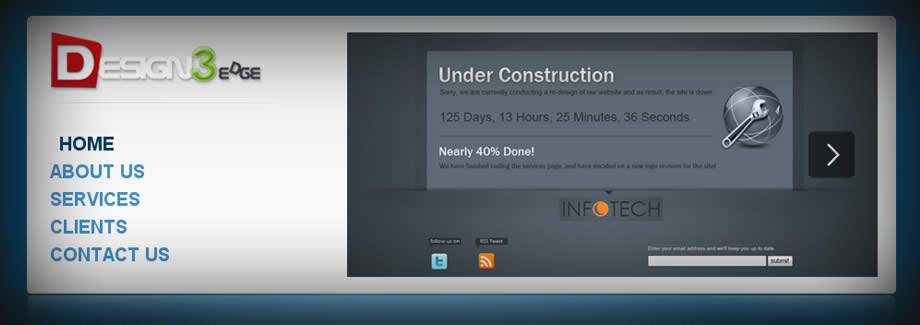 DESIGN3 EDGE
HOME
ABOUT US
SERVICES
CLIENTS
CONTACT US
Under Construction
Sorry, we are currently conducting a re-design of our website and as result, the site is down
125 Days, 13 Hours, 25 Minutes, 36 Seconds
Nearly 40% Done!
We have finished coding the services page, and have decided on a new logo revision for the site!
INFOTECH
follow us on
RSS Feed
Enter your email address and we'll keep you up to date.
submit